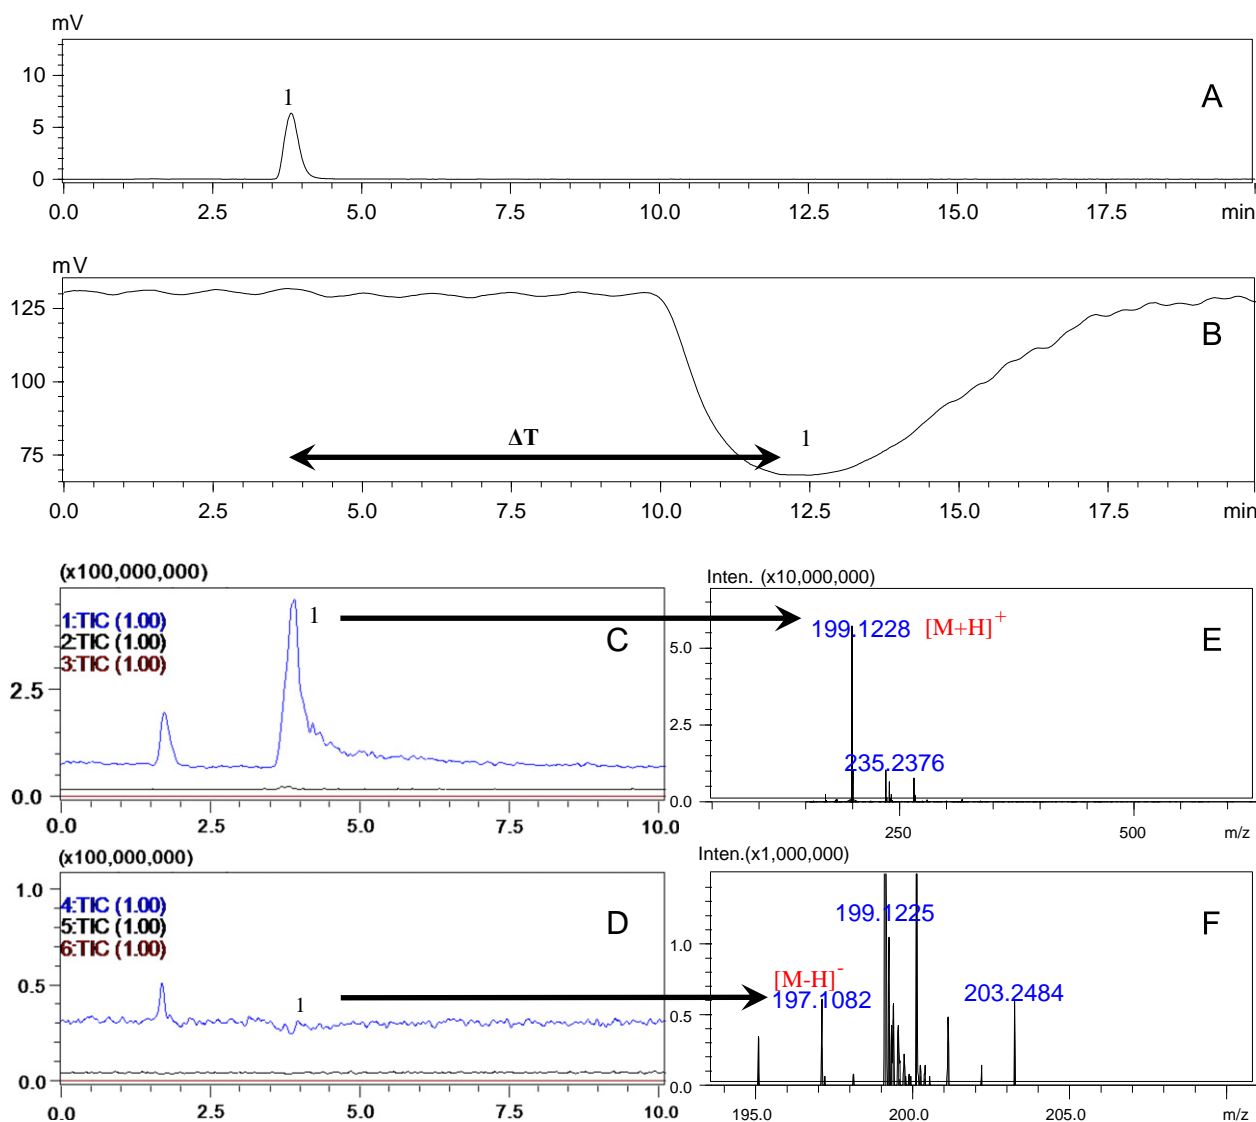 mV
10
5
0
1
A
0.0 2.5 5.0 7.5 10.0 12.5 15.0 17.5 min
mV
125
100
75
ΔT
1
B
0.0 2.5 5.0 7.5 10.0 12.5 15.0 17.5 min
(x100,000,000)
1:TIC (1.00)
2:TIC (1.00)
3:TIC (1.00)
1
C
2.5
0.0
0.0 2.5 5.0 7.5 10.0
Inten. (x10,000,000)
199.1228 [M+H]+
E
5.0
2.5
235.2376
0.0
250 500 m/z
(x100,000,000)
1.0
4:TIC (1.00)
5:TIC (1.00)
6:TIC (1.00)
D
0.5
1
0.0
0.0 2.5 5.0 7.5 10.0
Inten.(x1,000,000)
199.1225
F
1.0
[M-H]-
197.1082
203.2484
0.5
0.0
195.0 200.0 205.0 m/z